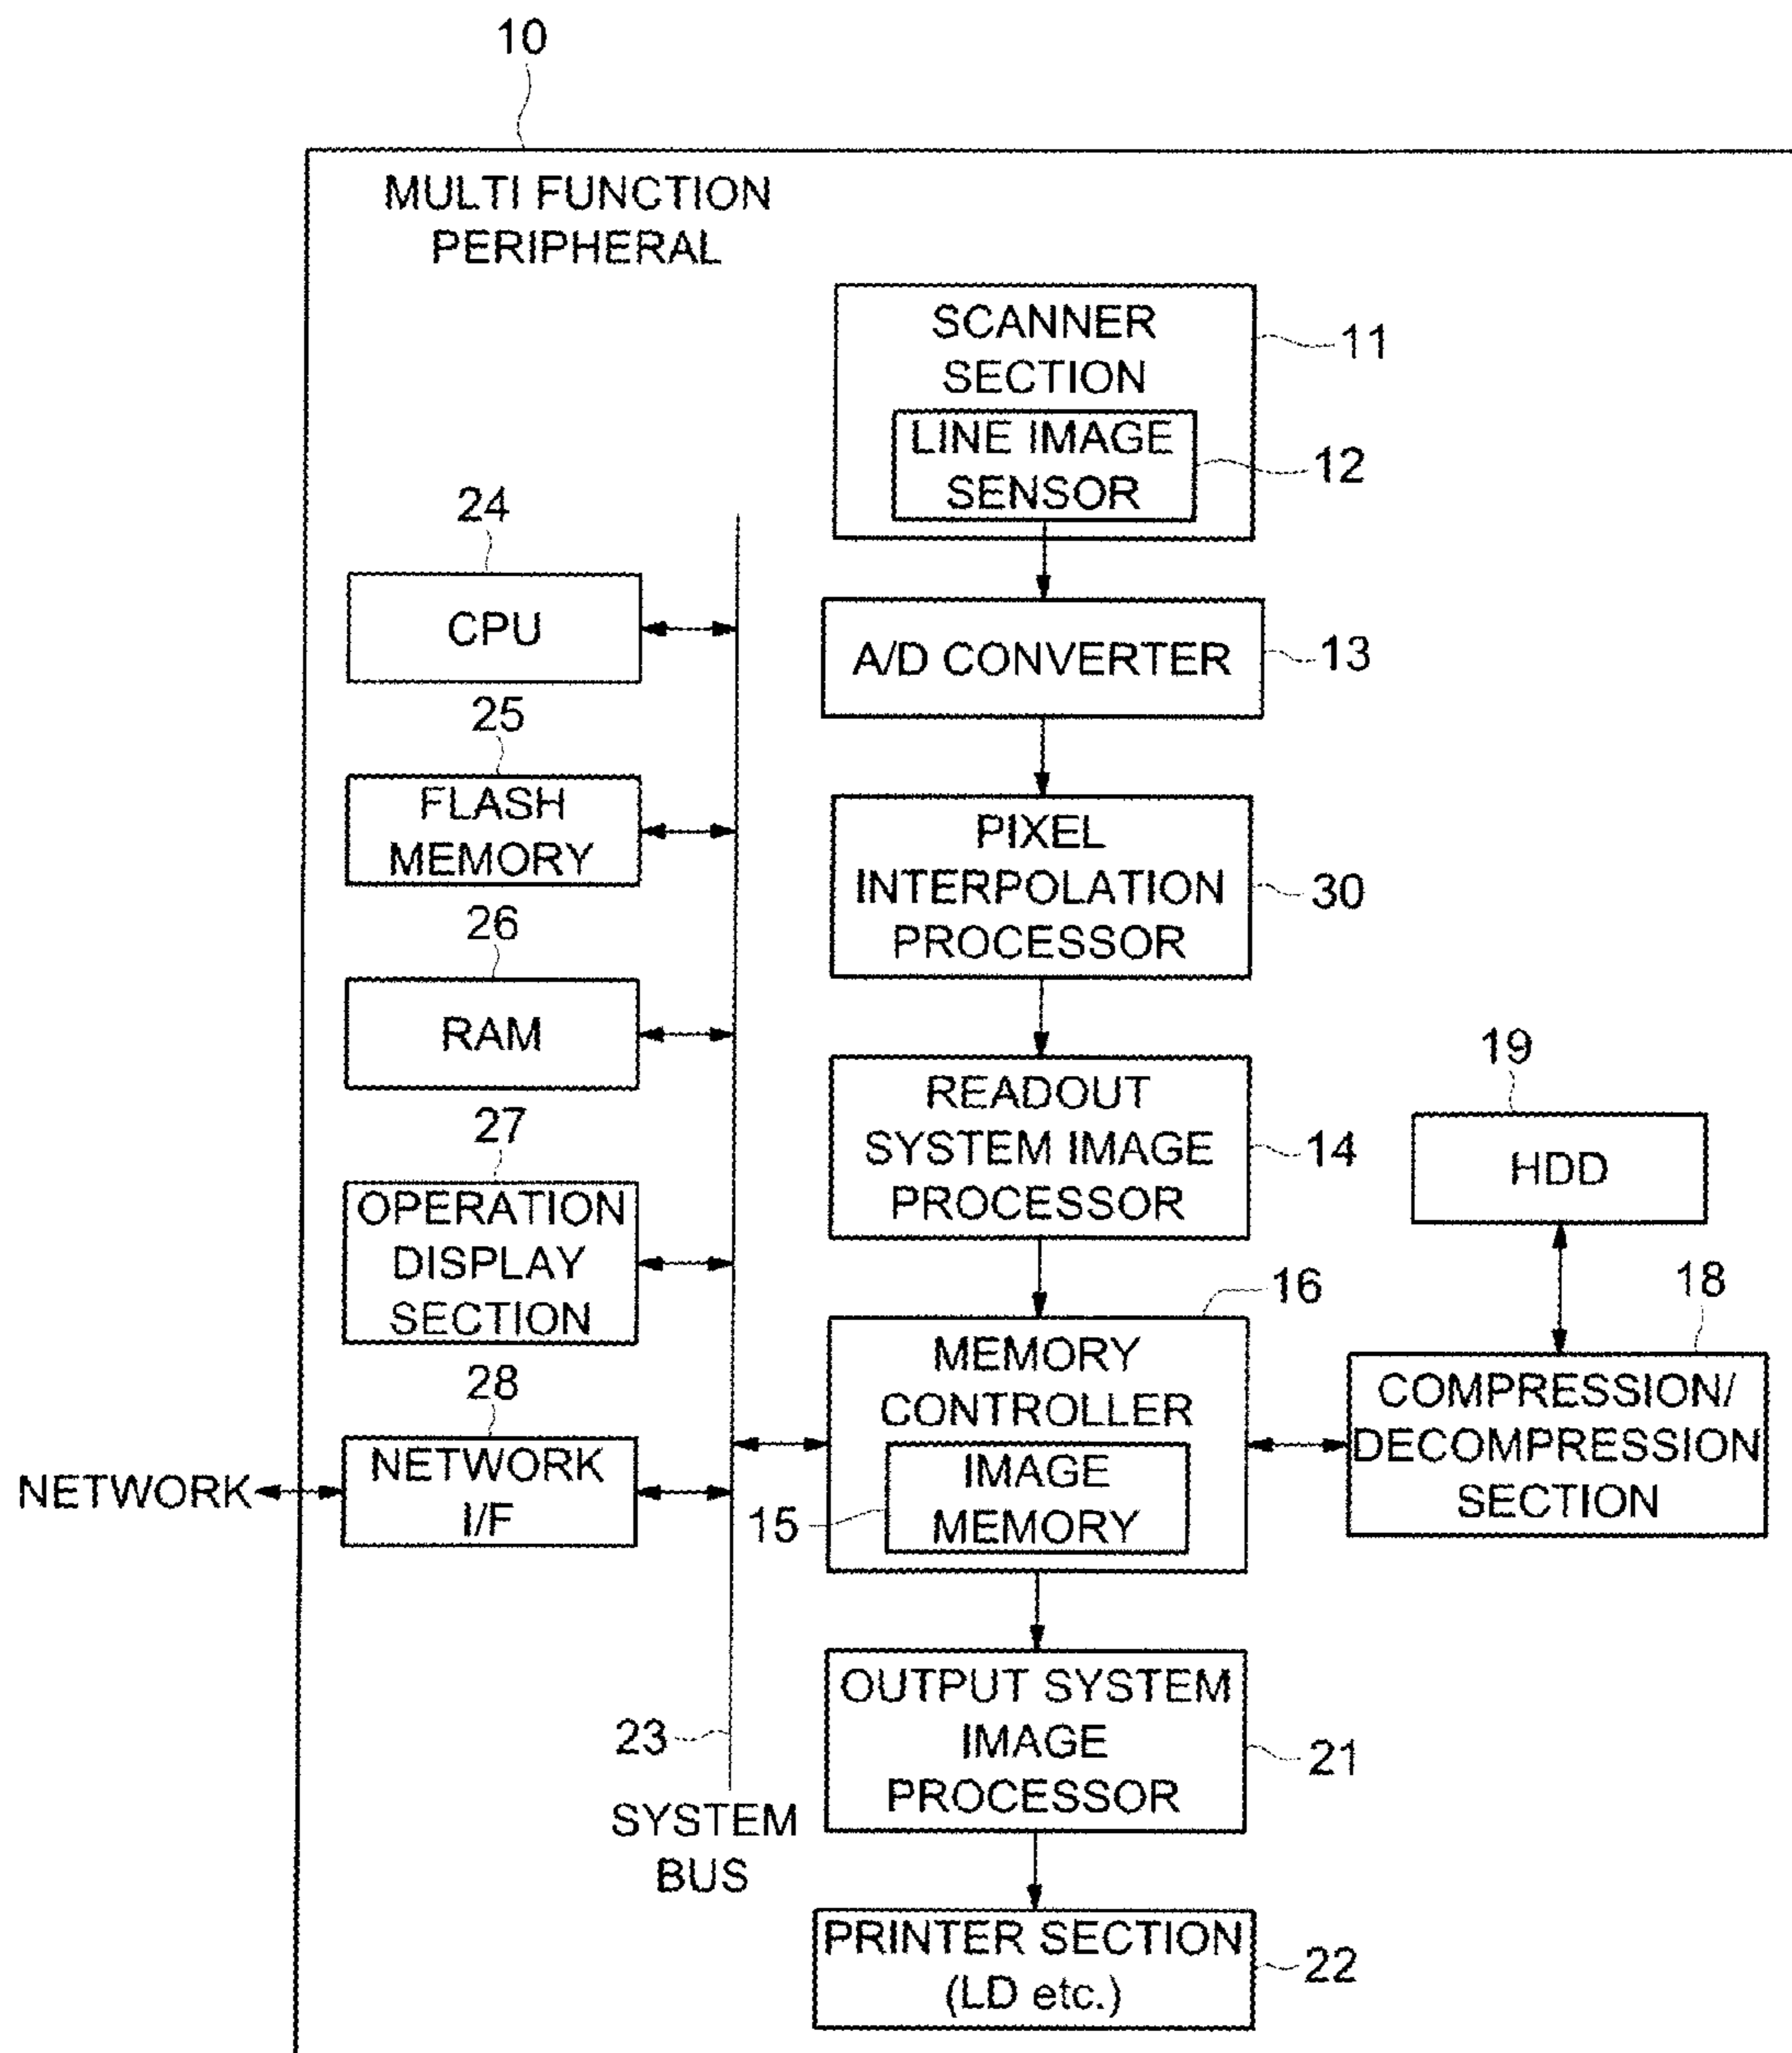 10
MULTI FUNCTION
PERIPHERAL
SCANNER
SECTION
11
LINE IMAGE
SENSOR
12
24
CPU
A/D CONVERTER
13
25
FLASH
MEMORY
PIXEL
INTERPOLATION
PROCESSOR
30
26
RAM
READOUT
SYSTEM IMAGE
PROCESSOR
14
19
HDD
27
OPERATION
DISPLAY
SECTION
16
MEMORY
CONTROLLER
18
COMPRESSION/
DECOMPRESSION
SECTION
28
NETWORK
NETWORK
I/F
15
IMAGE
MEMORY
OUTPUT SYSTEM
IMAGE
PROCESSOR
21
23
SYSTEM
BUS
PRINTER SECTION
(LD etc.)
22